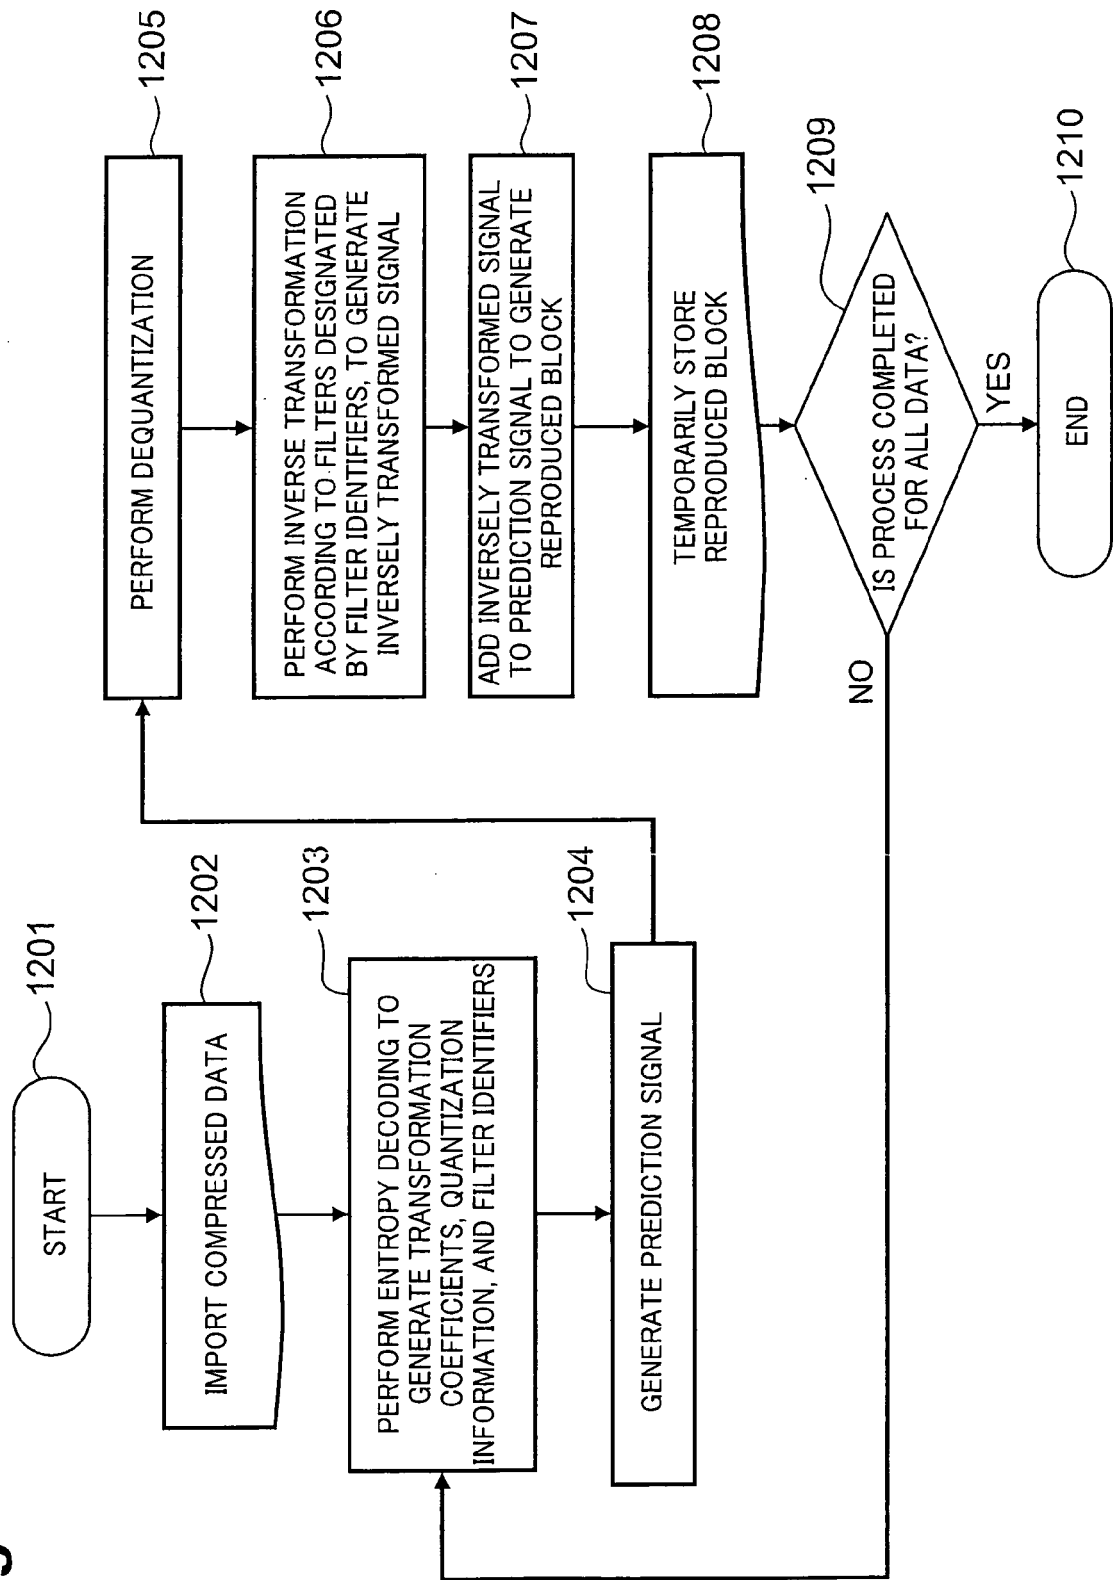 START
1201
IMPORT COMPRESSED DATA
1202
PERFORM ENTROPY DECODING TO
GENERATE TRANSFORMATION
COEFFICIENTS, QUANTIZATION
INFORMATION, AND FILTER IDENTIFIERS
1203
GENERATE PREDICTION SIGNAL
1204
PERFORM DEQUANTIZATION
1205
PERFORM INVERSE TRANSFORMATION
ACCORDING TO FILTERS DESIGNATED
BY FILTER IDENTIFIERS, TO GENERATE
INVERSELY TRANSFORMED SIGNAL
1206
ADD INVERSELY TRANSFORMED SIGNAL
TO PREDICTION SIGNAL TO GENERATE
REPRODUCED BLOCK
1207
TEMPORARILY STORE
REPRODUCED BLOCK
1208
IS PROCESS COMPLETED
FOR ALL DATA?
1209
NO
YES
END
1210